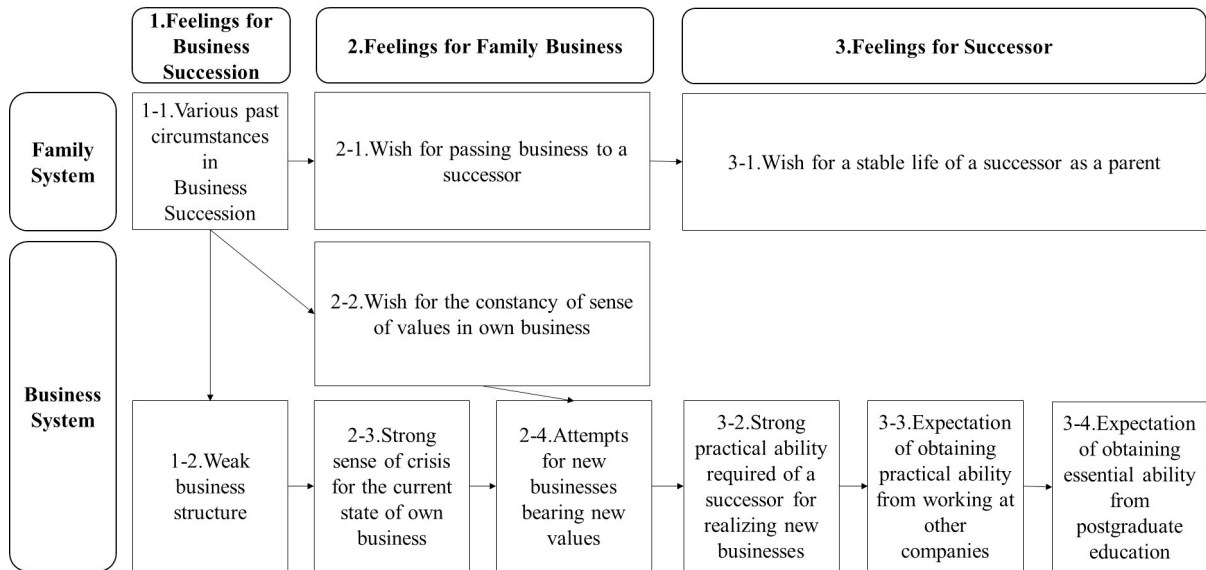 1.Feelings for
Business
Succession
2.Feelings for Family Business
3.Feelings for Successor
Family
System
1-1.Various past
circumstances
in
Business
Succession
2-1.Wish for passing business to a
successor
3-1.Wish for a stable life of a successor as a parent
Business
System
2-2.Wish for the constancy of sense
of values in own business
1-2.Weak
business
structure
2-3.Strong
sense of crisis
for the current
state of own
business
2-4.Attempts
for new
businesses
bearing new
values
3-2.Strong
practical ability
required of a
successor for
realizing new
businesses
3-3.Expectation
of obtaining
practical ability
from working at
other
companies
3-4.Expectation
of obtaining
essential ability
from
postgraduate
education